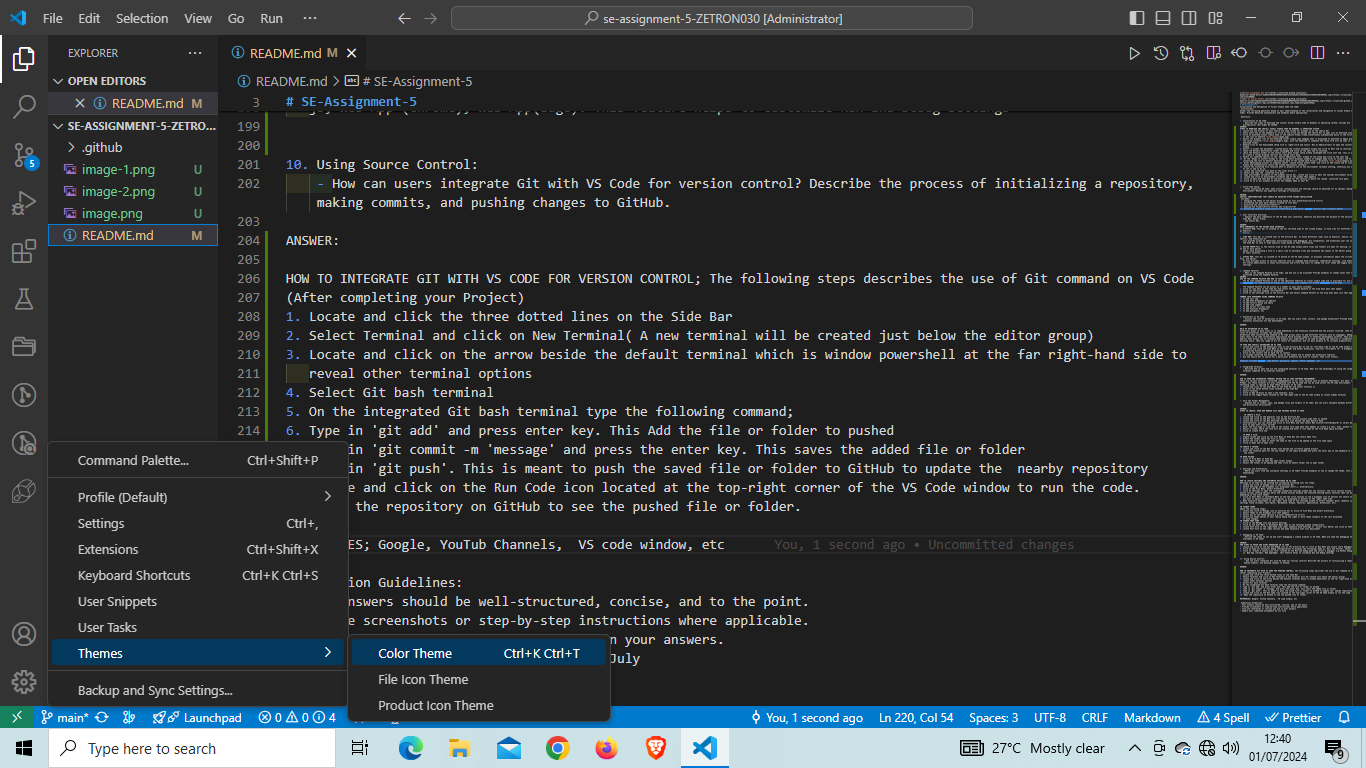 File Edit Selection View Go Run ···
se-assignment-5-ZETRON030 [Administrator]
EXPLORER ···
OPEN EDITORS
README.md M
SE-ASSIGNMENT-5-ZETRO...
.github
image-1.png U
image-2.png U
image.png U
README.md M
5
README.md M
README.md > # SE-Assignment-5
3 # SE-Assignment-5
199
200
201 10. Using Source Control:
202 - How can users integrate Git with VS Code for version control? Describe the process of initializing a repository,
making commits, and pushing changes to GitHub.
203
204 ANSWER:
205
206 HOW TO INTEGRATE GIT WITH VS CODE FOR VERSION CONTROL; The following steps describes the use of Git command on VS Code
207 (After completing your Project)
208 1. Locate and click the three dotted lines on the Side Bar
209 2. Select Terminal and click on New Terminal( A new terminal will be created just below the editor group)
210 3. Locate and click on the arrow beside the default terminal which is window powershell at the far right-hand side to
211 reveal other terminal options
212 4. Select Git bash terminal
213 5. On the integrated Git bash terminal type the following command;
214 6. Type in 'git add' and press enter key. This Add the file or folder to pushed
in 'git commit -m 'message' and press the enter key. This saves the added file or folder
in 'git push'. This is meant to push the saved file or folder to GitHub to update the  nearby repository
e and click on the Run Code icon located at the top-right corner of the VS Code window to run the code.
the repository on GitHub to see the pushed file or folder.
ES; Google, YouTub Channels,  VS code window, etc You, 1 second ago • Uncommitted changes
ion Guidelines:
nswers should be well-structured, concise, and to the point.
e screenshots or step-by-step instructions where applicable.
n your answers.
July
Command Palette... Ctrl+Shift+P
Profile (Default)
Settings Ctrl+,
Extensions Ctrl+Shift+X
Keyboard Shortcuts Ctrl+K Ctrl+S
User Snippets
User Tasks
Themes
Backup and Sync Settings...
Color Theme Ctrl+K Ctrl+T
File Icon Theme
Product Icon Theme
main* Launchpad 0 0 4 You, 1 second ago Ln 220, Col 54 Spaces: 3 UTF-8 CRLF Markdown 4 Spell Prettier
Type here to search
27°C Mostly clear
12:40
01/07/2024
9